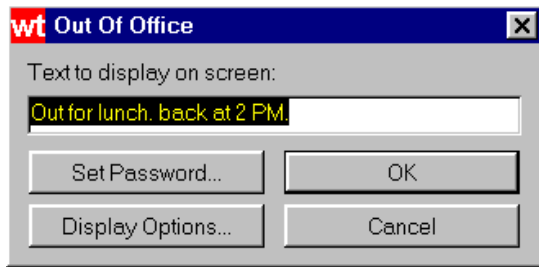 wt Out Of Office
Text to display on screen:
Out for lunch. back at 2 PM.
Set Password... OK
Display Options... Cancel